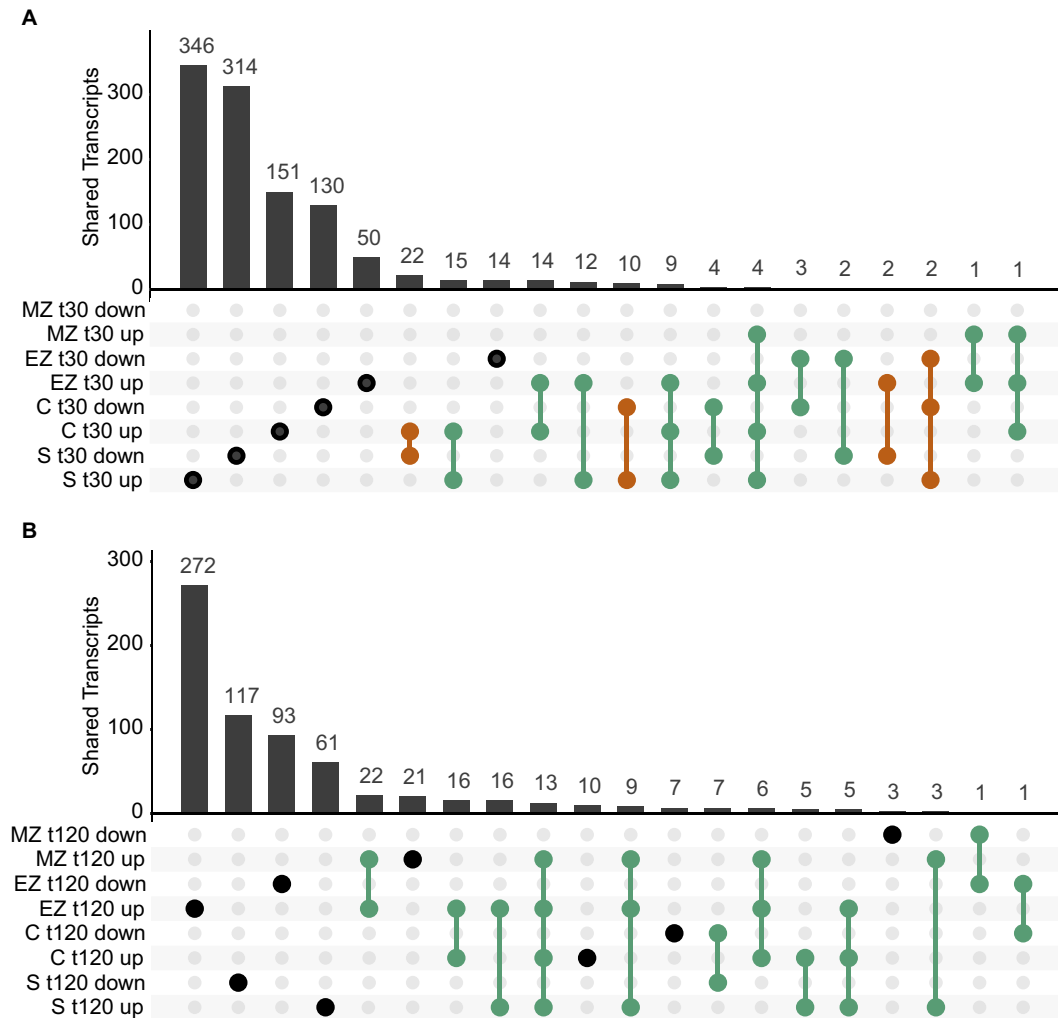 A
Shared Transcripts
300
200
100
0
346 314 151 130 50 22 15 14 14 12 10 9 4 4 3 2 2 2 1 1
MZ t30 down
MZ t30 up
EZ t30 down
EZ t30 up
C t30 down
C t30 up
S t30 down
S t30 up
B
Shared Transcripts
300
200
100
0
272 117 93 61 22 21 16 16 13 10 9 7 7 6 5 5 3 3 1 1
MZ t120 down
MZ t120 up
EZ t120 down
EZ t120 up
C t120 down
C t120 up
S t120 down
S t120 up